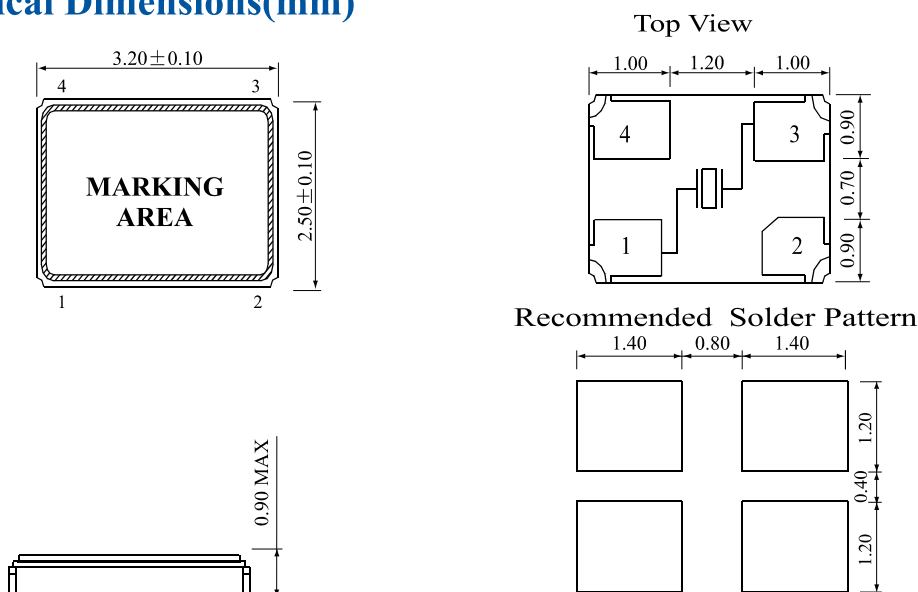 ical Dimensions(mm)
3.20±0.10
4 3
MARKING
AREA
2.50±0.10
1 2
0.90 MAX
Top View
1.00 1.20 1.00
4 3
1 2
0.90
0.70
0.90
Recommended Solder Pattern
1.40 0.80 1.40
1.20
0.40
1.20